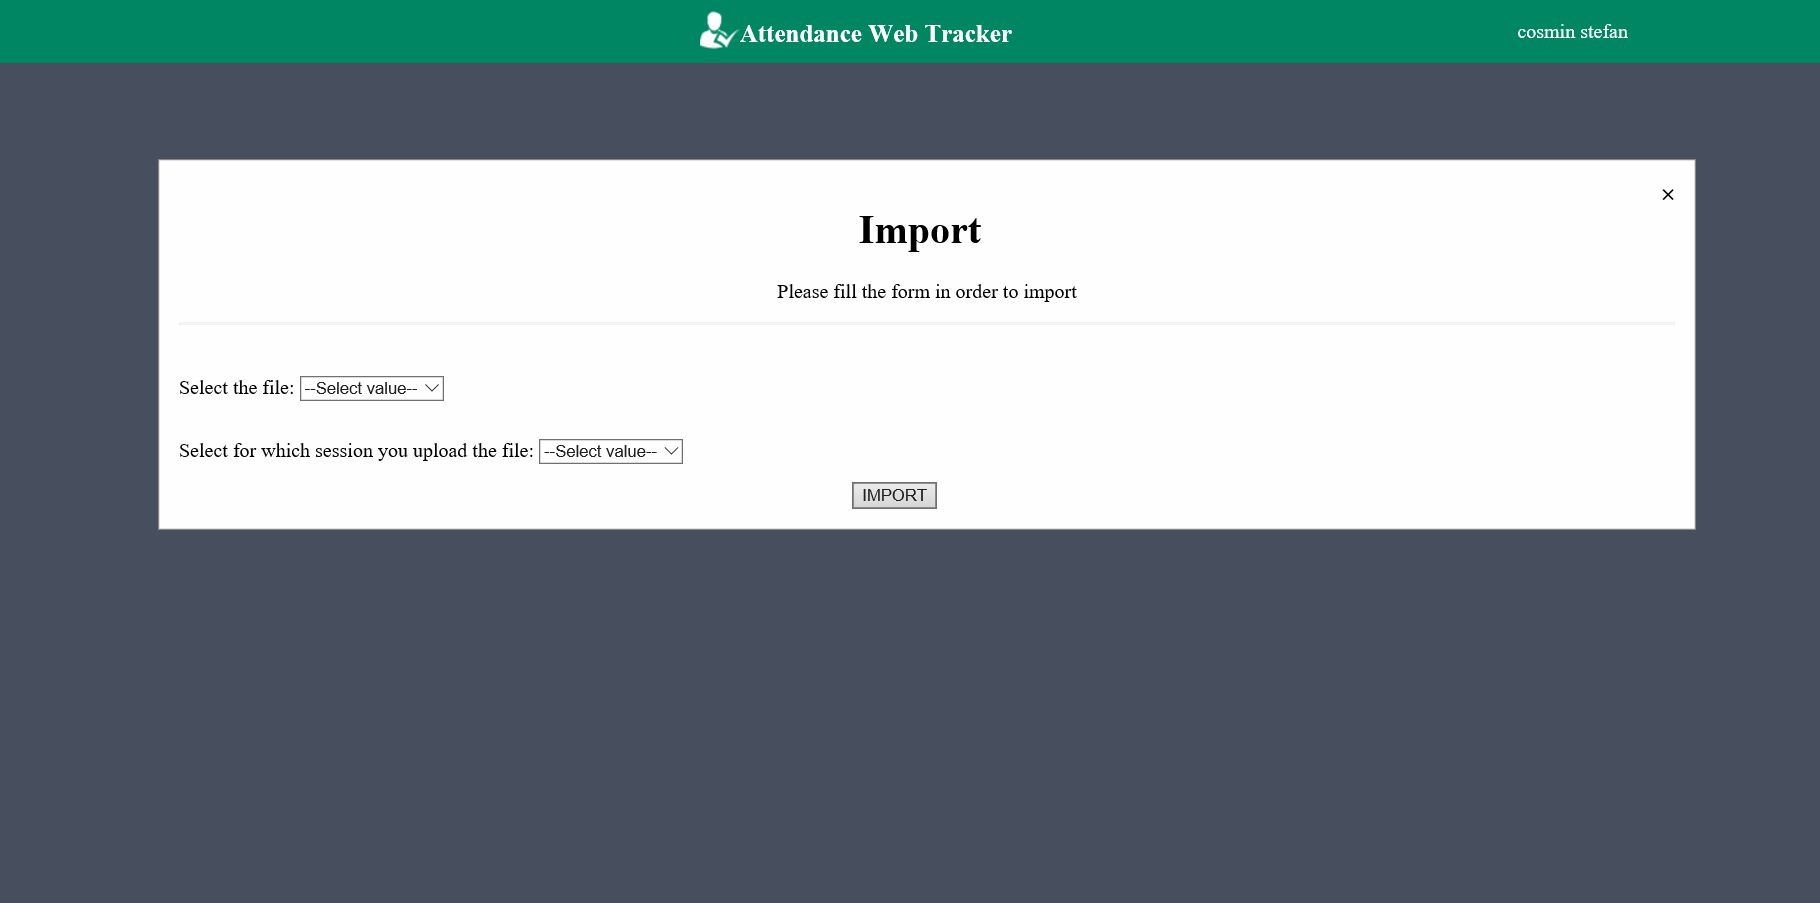 Attendance Web Tracker
cosmin stefan
×
Import
Please fill the form in order to import
Select the file: --Select value--
Select for which session you upload the file: --Select value--
IMPORT